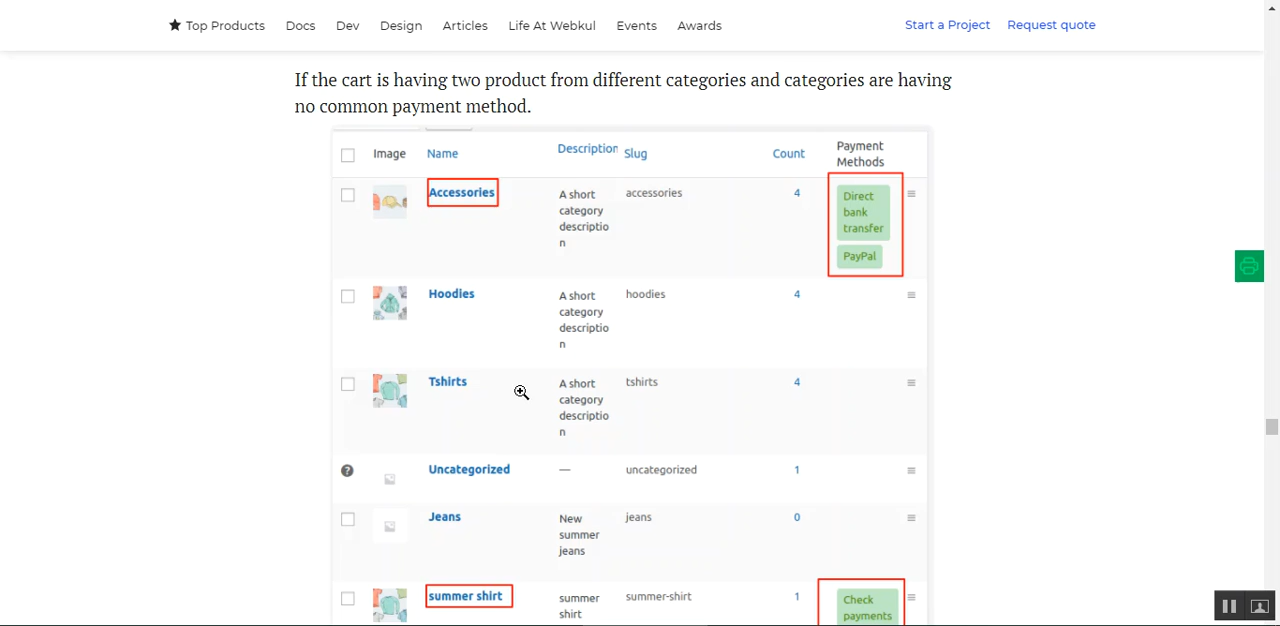 ★ Top Products Docs Dev Design Articles Life At Webkul Events Awards Start a Project Request quote
If the cart is having two product from different categories and categories are having
no common payment method.
Image Name Description Slug Count Payment
Methods
Accessories A short accessories 4 Direct
category bank
descriptio transfer
n PayPal
Hoodies A short hoodies 4
category
descriptio
n
Tshirts A short tshirts 4
category
descriptio
n
Uncategorized — uncategorized 1
Jeans New jeans 0
summer
jeans
summer shirt summer summer-shirt 1 Check
shirt payments